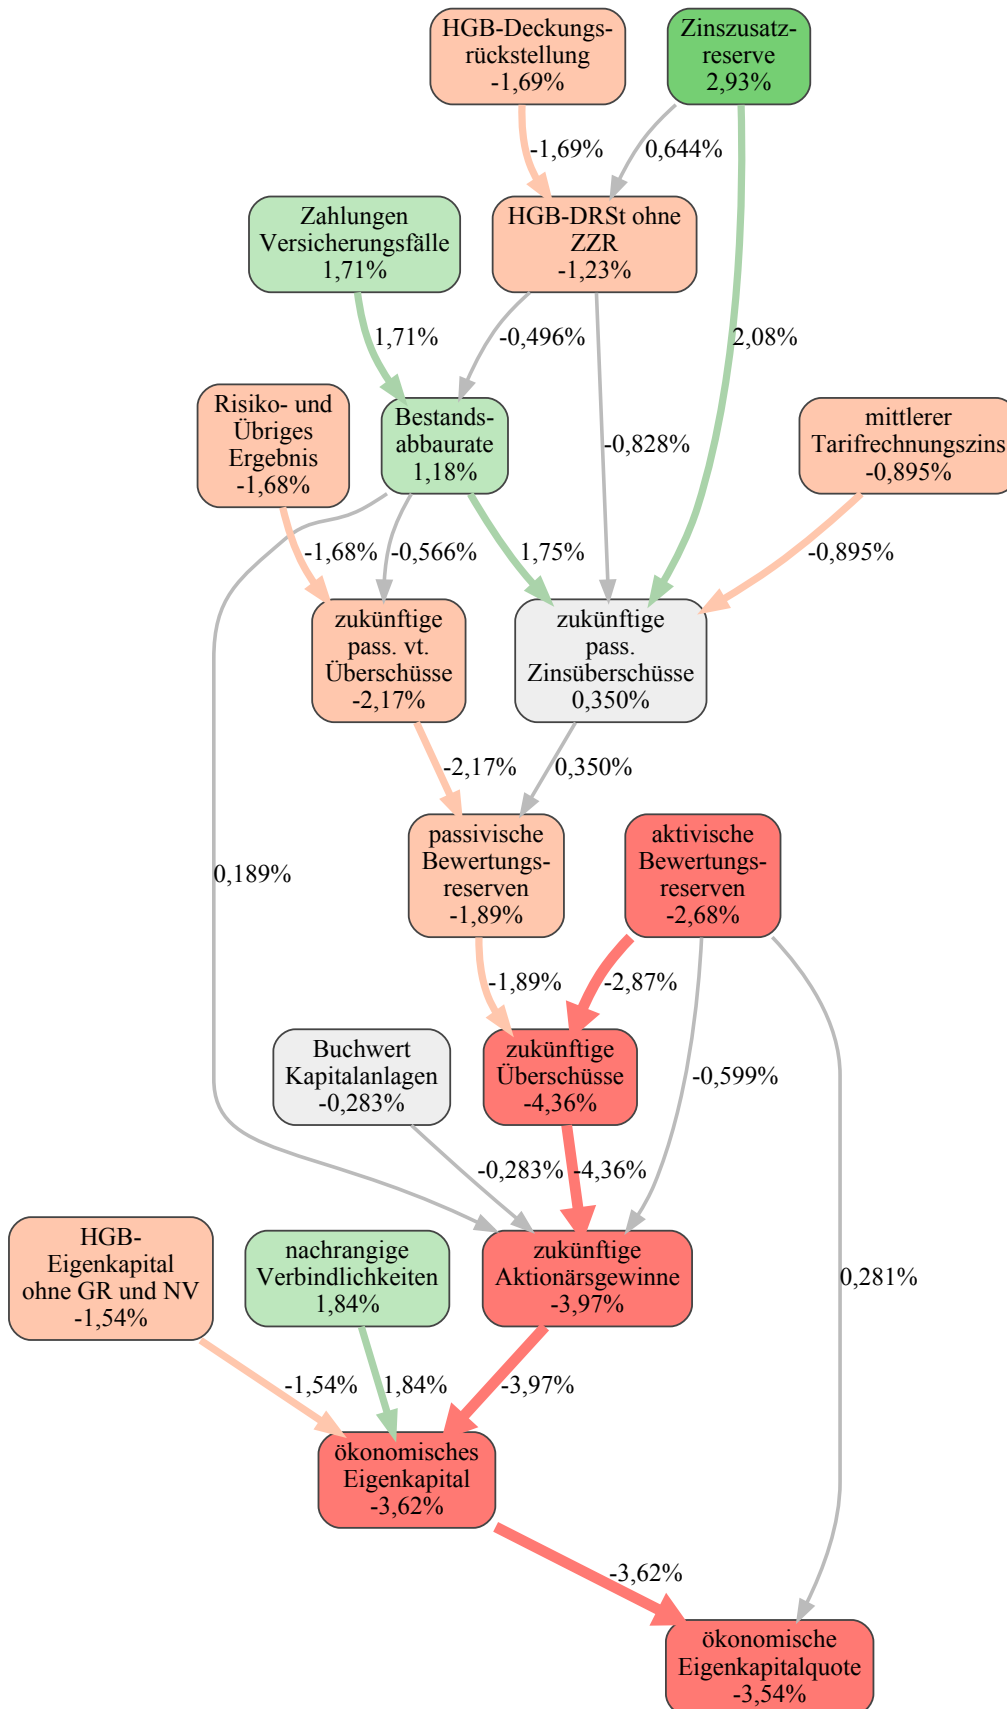 HGB-Deckungs-
rückstellung
-1,69%
Zinszusatz-
reserve
2,93%
-1,69%
0,644%
Zahlungen
Versicherungsfälle
1,71%
HGB-DRSt ohne
ZZR
-1,23%
1,71%
-0,496%
2,08%
Risiko- und
Übriges
Ergebnis
-1,68%
Bestands-
abbaurate
1,18%
-0,828%
mittlerer
Tarifrechnungszins
-0,895%
-1,68%
-0,566%
1,75%
-0,895%
zukünftige
pass. vt.
Überschüsse
-2,17%
zukünftige
pass.
Zinsüberschüsse
0,350%
-2,17%
0,350%
passivische
Bewertungs-
reserven
-1,89%
aktivische
Bewertungs-
reserven
-2,68%
0,189%
-1,89%
-2,87%
Buchwert
Kapitalanlagen
-0,283%
zukünftige
Überschüsse
-4,36%
-0,599%
-0,283%
-4,36%
HGB-
Eigenkapital
ohne GR und NV
-1,54%
nachrangige
Verbindlichkeiten
1,84%
zukünftige
Aktionärsgewinne
-3,97%
0,281%
-1,54%
1,84%
-3,97%
ökonomisches
Eigenkapital
-3,62%
-3,62%
ökonomische
Eigenkapitalquote
-3,54%